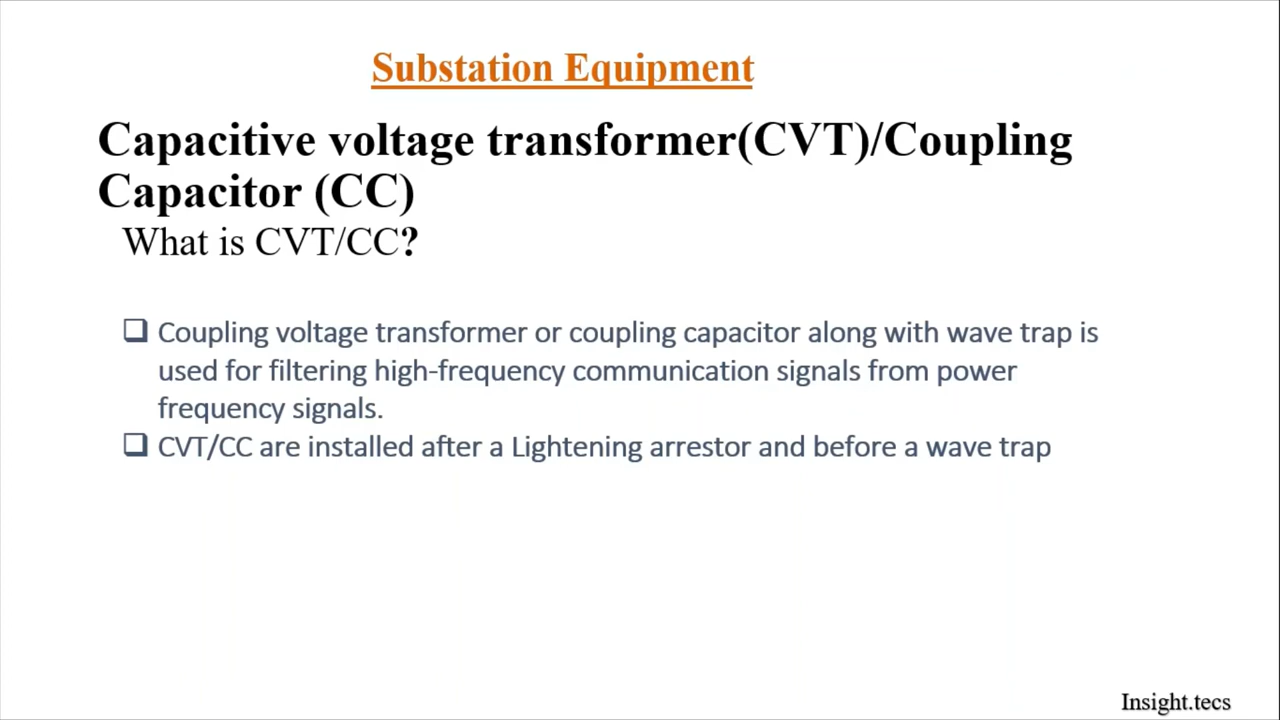 Substation Equipment
Capacitive voltage transformer(CVT)/Coupling
Capacitor (CC)
What is CVT/CC?
❑ Coupling voltage transformer or coupling capacitor along with wave trap is
used for filtering high-frequency communication signals from power
frequency signals.
❑ CVT/CC are installed after a Lightening arrestor and before a wave trap
Insight.tecs